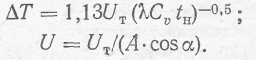 ΔT = 1,13U_т (λC_v t_н)^{−0,5} ;
U = U_т/(A·cos α).